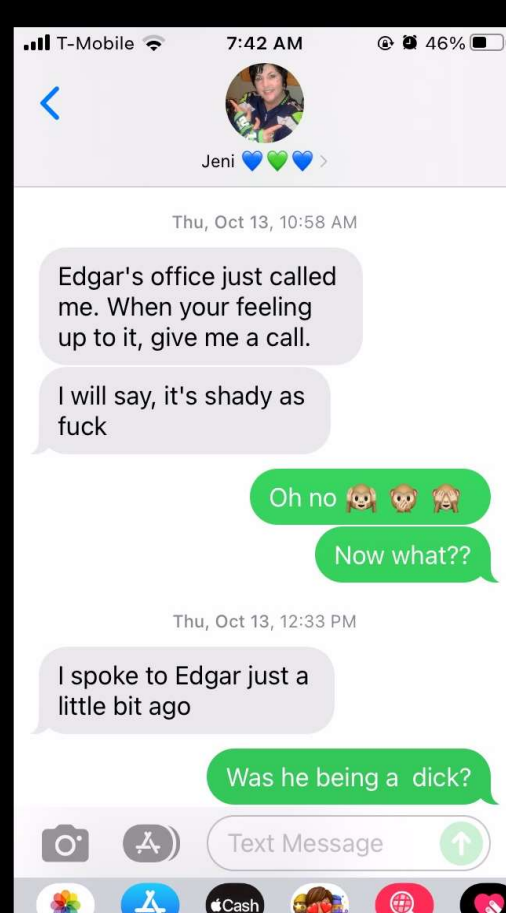 T-Mobile 7:42 AM 46%
Jeni 💙💚💙 >
Thu, Oct 13, 10:58 AM
Edgar's office just called
me. When your feeling
up to it, give me a call.
I will say, it's shady as
fuck
Oh no 🙉 🙊 🙈
Now what??
Thu, Oct 13, 12:33 PM
I spoke to Edgar just a
little bit ago
Was he being a dick?
Text Message
Cash